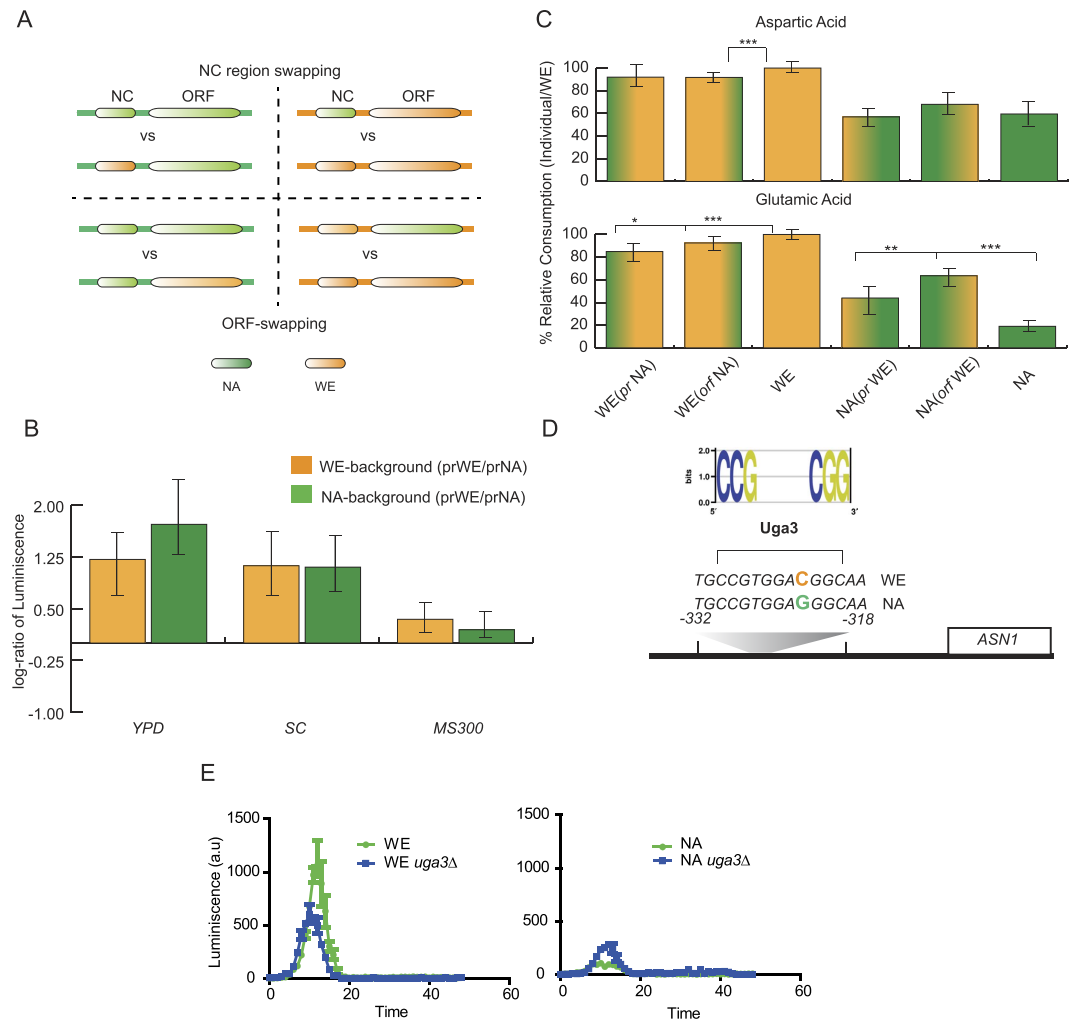 A
NC region swapping
NC ORF NC ORF
vs vs
vs vs
ORF-swapping
NA WE
B
WE-background (prWE/prNA)
NA-background (prWE/prNA)
log-ratio of Luminiscence
2.00
1.25
0.50
-0.25
-1.00
YPD SC MS300
C
Aspartic Acid
% Relative Consumption (Individual/WE)
***
100
80
60
40
20
0
Glutamic Acid
* *** ** ***
100
80
60
40
20
0
WE(pr NA) WE(orf NA) WE NA(pr WE) NA(orf WE) NA
D
bits
2.0
1.0
0.0
CCG CGG
5′ 3′
Uga3
TGCCGTGGACGGCAA WE
TGCCGTGGAGGGCAA NA
-332 -318
ASN1
E
Luminiscence (a.u)
1500
1000
500
0
0 20 40 60
Time
WE
WE uga3Δ
1500
1000
500
0
0 20 40 60
Time
NA
NA uga3Δ